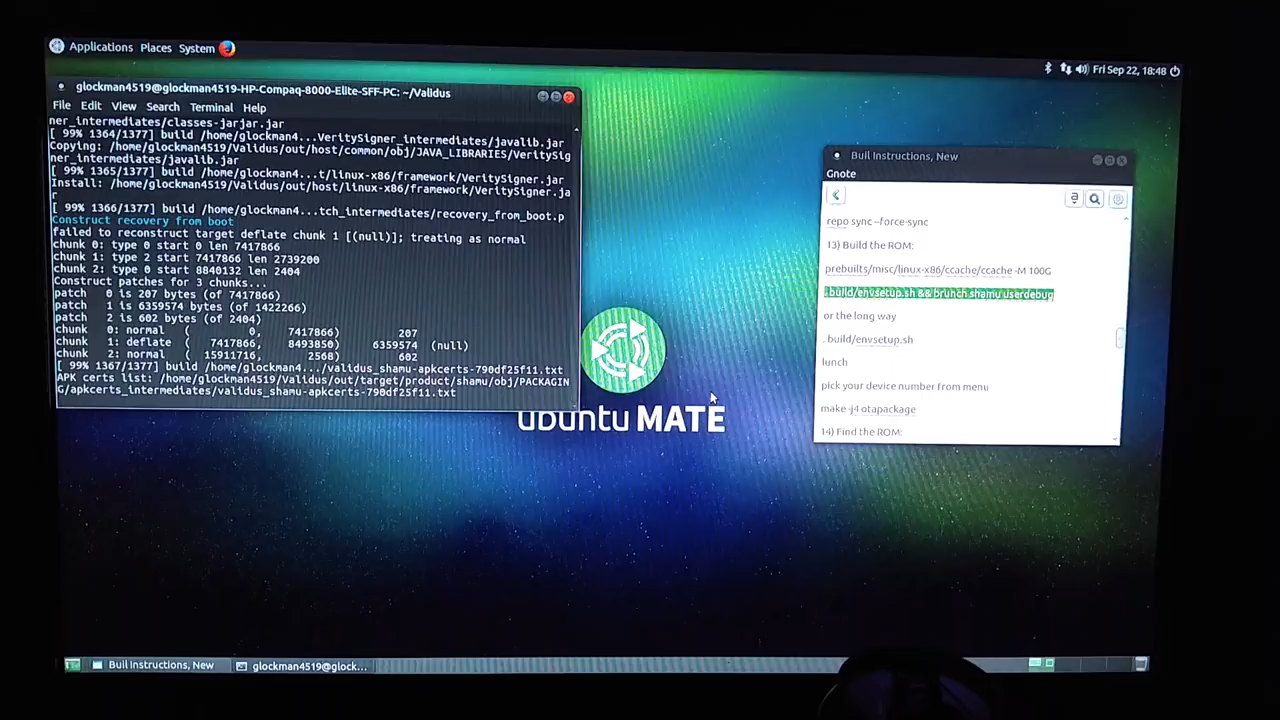 Applications Places System
Fri Sep 22, 18:48
glockman4519@glockman4519-HP-Compaq-8000-Elite-SFF-PC: ~/Validus
File Edit View Search Terminal Help
ner_intermediates/classes-jarjar.jar
[ 99% 1364/1377] build /home/glockman4...VeritySigner_intermediates/javalib.jar
Copying: /home/glockman4519/Validus/out/host/common/obj/JAVA_LIBRARIES/VeritySig
ner_intermediates/javalib.jar
[ 99% 1365/1377] build /home/glockman4...t/linux-x86/framework/VeritySigner.jar
Install: /home/glockman4519/Validus/out/host/linux-x86/framework/VeritySigner.ja
r
[ 99% 1366/1377] build /home/glockman4...tch_intermediates/recovery_from_boot.p
Construct recovery from boot
failed to reconstruct target deflate chunk 1 [(null)]; treating as normal
chunk 0: type 0 start 0 len 7417866
chunk 1: type 2 start 7417866 len 2739200
chunk 2: type 0 start 8840132 len 2404
Construct patches for 3 chunks...
patch 0 is 207 bytes (of 7417866)
patch 1 is 6359574 bytes (of 1422266)
patch 2 is 602 bytes (of 2404)
chunk 0: normal ( 0, 7417866) 207
chunk 1: deflate ( 7417866, 8493850) 6359574 (null)
chunk 2: normal ( 15911716, 2568) 602
[ 99% 1367/1377] build /home/glockman4.../validus_shamu-apkcerts-790df25f11.txt
APK certs list: /home/glockman4519/Validus/out/target/product/shamu/obj/PACKAGIN
G/apkcerts_intermediates/validus_shamu-apkcerts-790df25f11.txt
Buil Instructions, New
Gnote
repo sync --force-sync
13) Build the ROM:
prebuilts/misc/linux-x86/ccache/ccache -M 100G
. build/envsetup.sh && brunch shamu userdebug
or the long way
. build/envsetup.sh
lunch
pick your device number from menu
make -j4 otapackage
14) Find the ROM:
ubuntu MATE
Buil Instructions, New
glockman4519@glock...